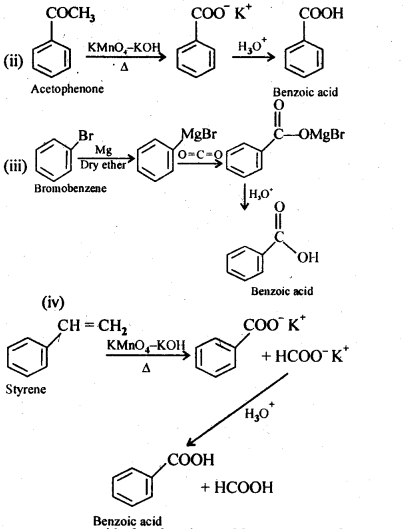 COCH₃ COO⁻ K⁺ COOH
(ii) KMnO₄–KOH Δ H₃O⁺
Acetophenone Benzoic acid
O
Br MgBr C–OMgBr
(iii) Mg Dry ether O=C=O
Bromobenzene
H₃O⁺
O
C
OH
Benzoic acid
(iv)
CH=CH₂ COO⁻ K⁺
KMnO₄–KOH Δ + HCOO⁻ K⁺
Styrene
H₃O⁺
COOH
+ HCOOH
Benzoic acid